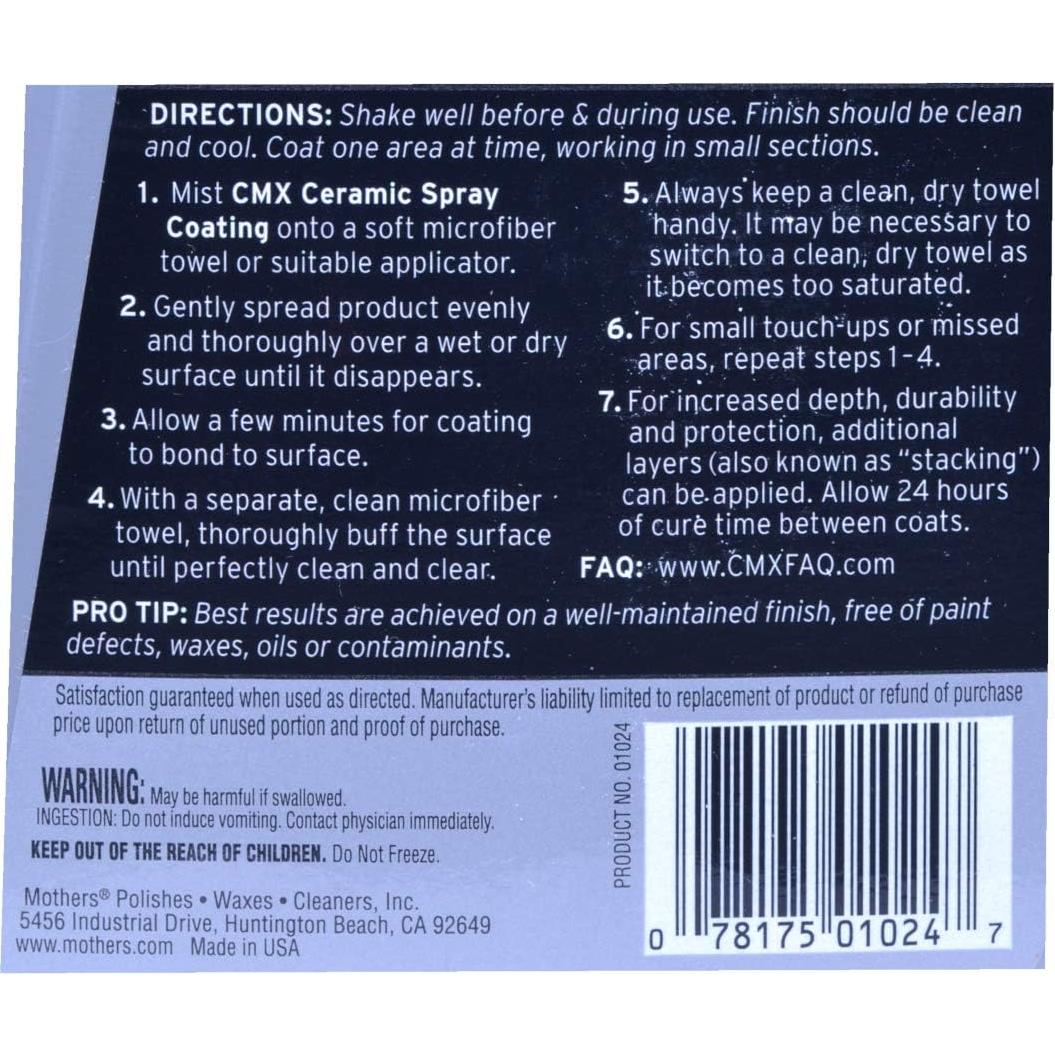 DIRECTIONS: Shake well before & during use. Finish should be clean
and cool. Coat one area at time, working in small sections.
1. Mist CMX Ceramic Spray
Coating onto a soft microfiber
towel or suitable applicator.
2. Gently spread product evenly
and thoroughly over a wet or dry
surface until it disappears.
3. Allow a few minutes for coating
to bond to surface.
4. With a separate, clean microfiber
towel, thoroughly buff the surface
until perfectly clean and clear.
5. Always keep a clean, dry towel
handy. It may be necessary to
switch to a clean, dry towel as
it becomes too saturated.
6. For small touch-ups or missed
areas, repeat steps 1-4.
7. For increased depth, durability
and protection, additional
layers (also known as “stacking”)
can be applied. Allow 24 hours
of cure time between coats.
FAQ: www.CMXFAQ.com
PRO TIP: Best results are achieved on a well-maintained finish, free of paint
defects, waxes, oils or contaminants.
Satisfaction guaranteed when used as directed. Manufacturer's liability limited to replacement of product or refund of purchase
price upon return of unused portion and proof of purchase.
WARNING: May be harmful if swallowed.
INGESTION: Do not induce vomiting. Contact physician immediately.
KEEP OUT OF THE REACH OF CHILDREN. Do Not Freeze.
Mothers® Polishes • Waxes • Cleaners, Inc.
5456 Industrial Drive, Huntington Beach, CA 92649
www.mothers.com Made in USA
PRODUCT NO. 01024
0 78175 01024 7